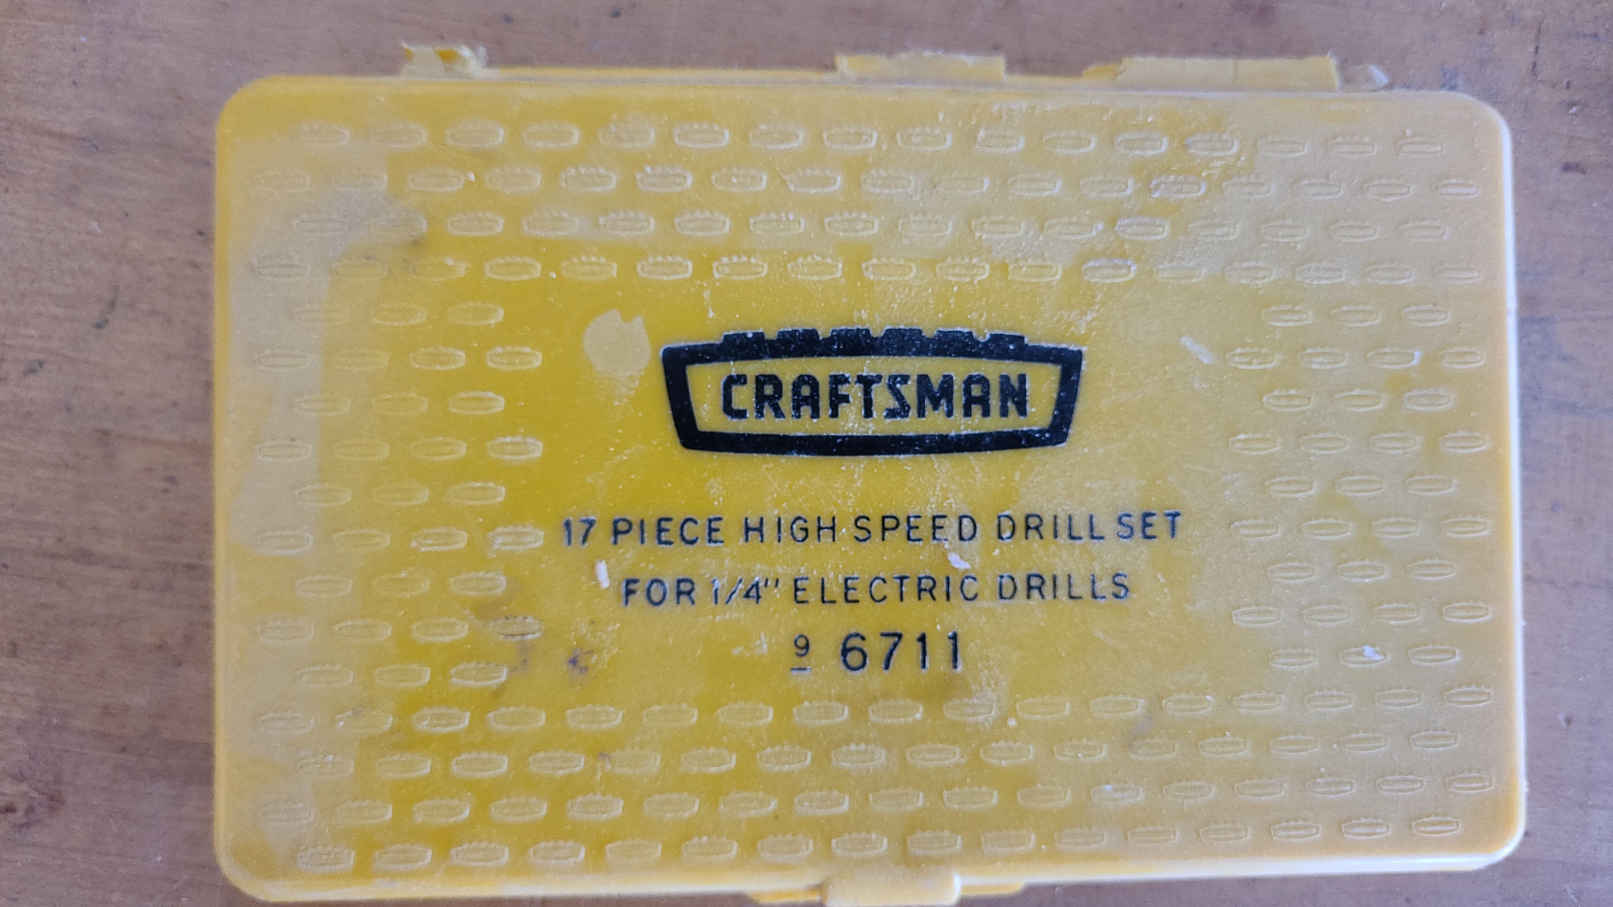 CRAFTSMAN
17 PIECE HIGH SPEED DRILL SET
FOR 1/4" ELECTRIC DRILLS
9 6711